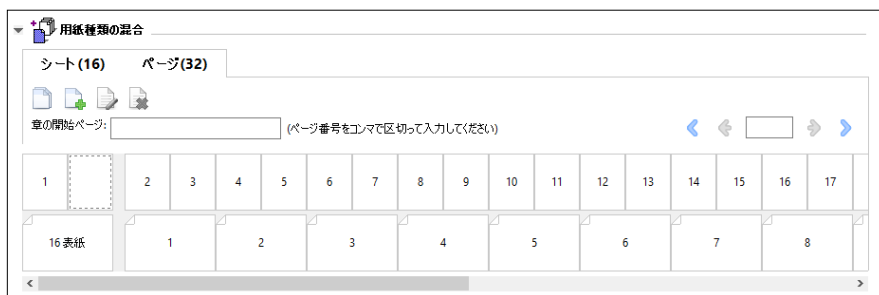 用紙種類の混合
シート(16) ページ(32)
章の開始ページ: (ページ番号をコンマで区切って入力してください)
1 2 3 4 5 6 7 8 9 10 11 12 13 14 15 16 17
16 表紙 1 2 3 4 5 6 7 8